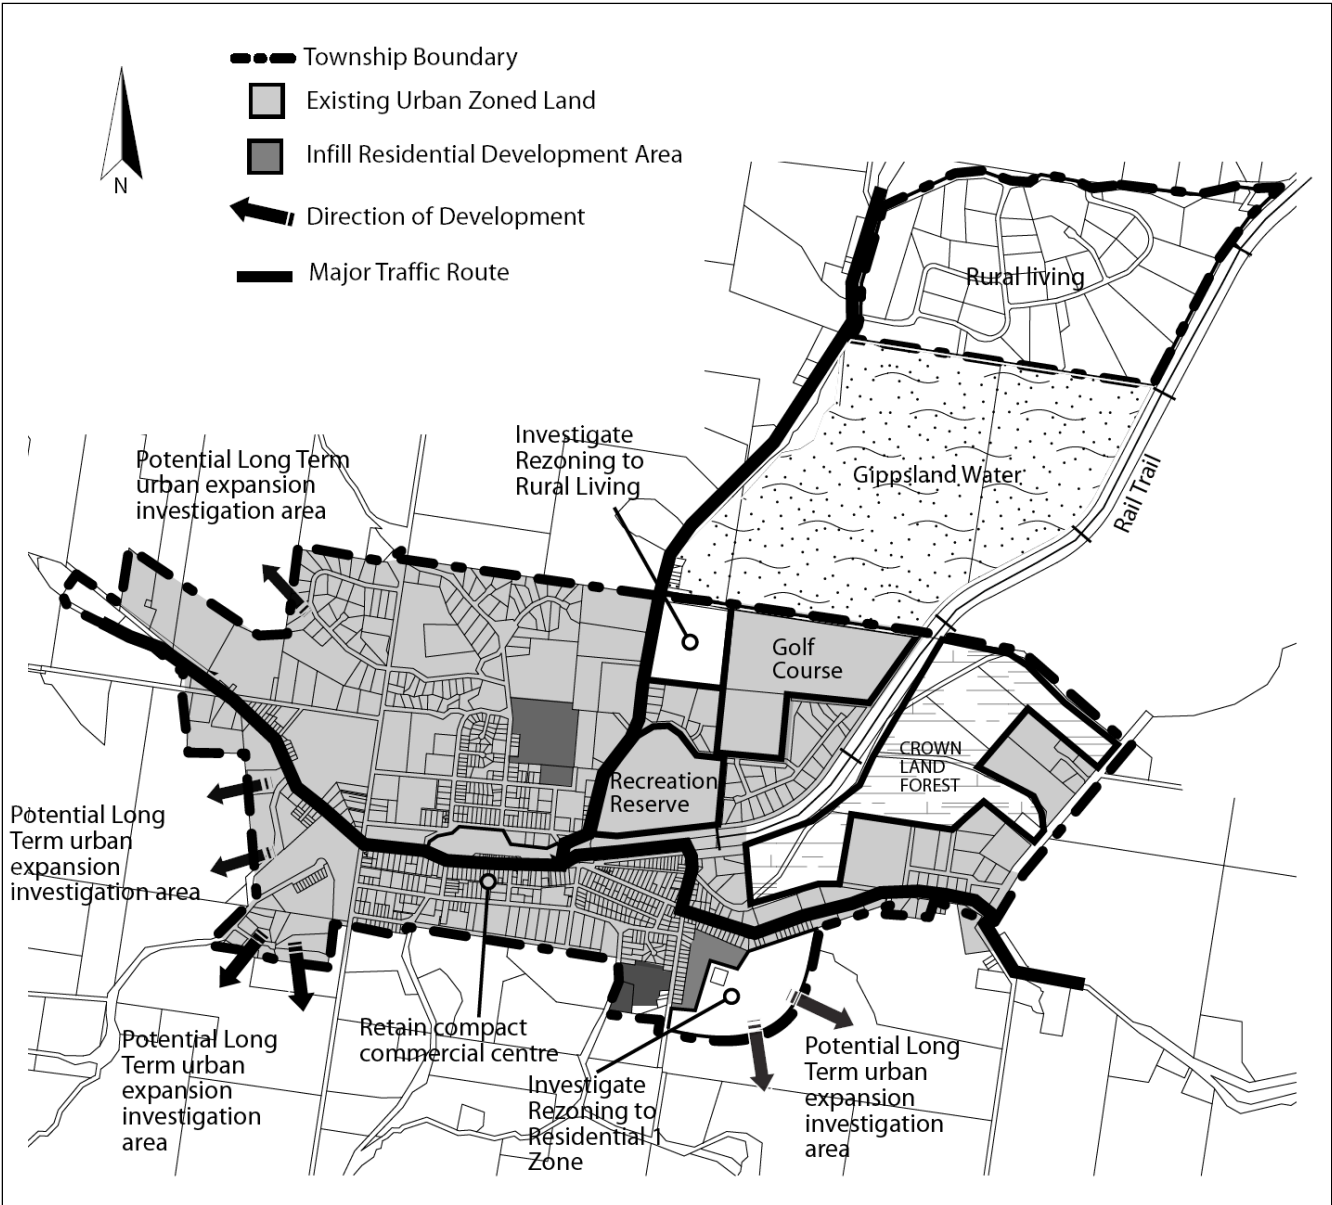 Township Boundary
Existing Urban Zoned Land
Infill Residential Development Area
Direction of Development
Major Traffic Route
N
Rural living
Investigate
Rezoning to
Rural Living
Potential Long Term
urban expansion
investigation area
Gippsland Water
Rail Trail
Golf
Course
CROWN
LAND
FOREST
Recreation
Reserve
Potential Long
Term urban
expansion
investigation area
Retain compact
commercial centre
Potential Long
Term urban
expansion
investigation
area
Investigate
Rezoning to
Residential 1
Zone
Potential Long
Term urban
expansion
investigation
area